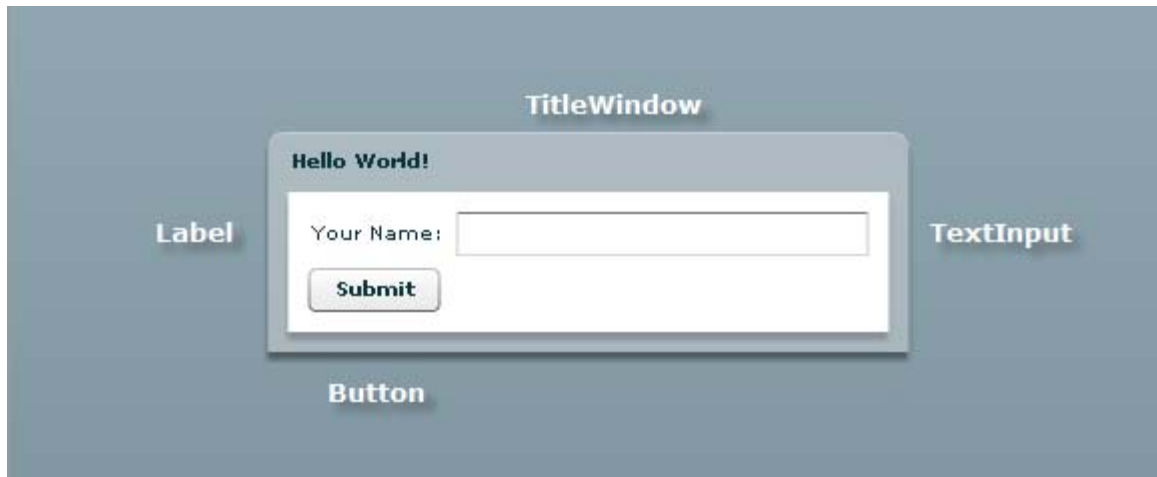 TitleWindow
Hello World!
Label
Your Name:
TextInput
Submit
Button